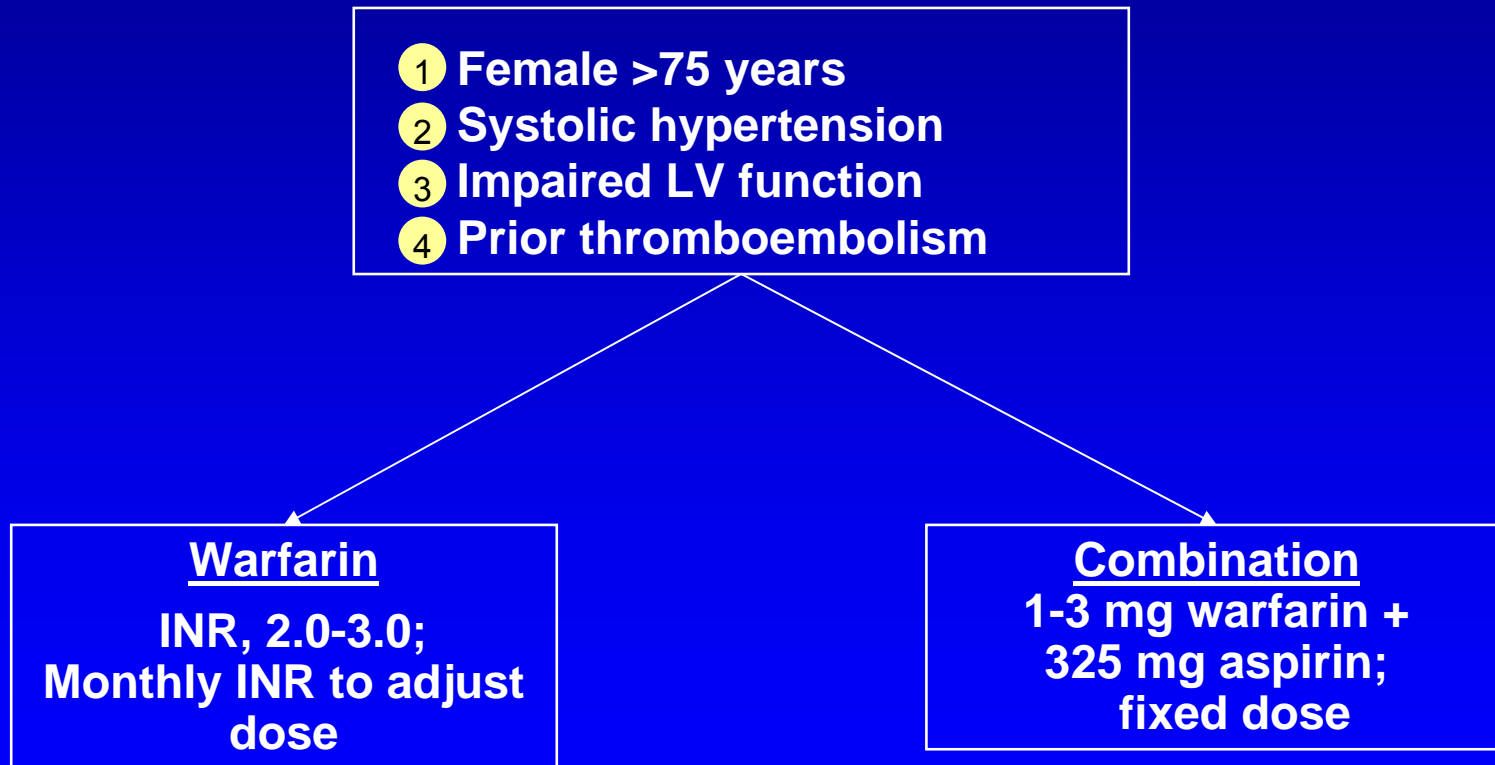 1 Female >75 years
2 Systolic hypertension
3 Impaired LV function
4 Prior thromboembolism
Warfarin
INR, 2.0-3.0;
Monthly INR to adjust
dose
Combination
1-3 mg warfarin +
325 mg aspirin;
fixed dose